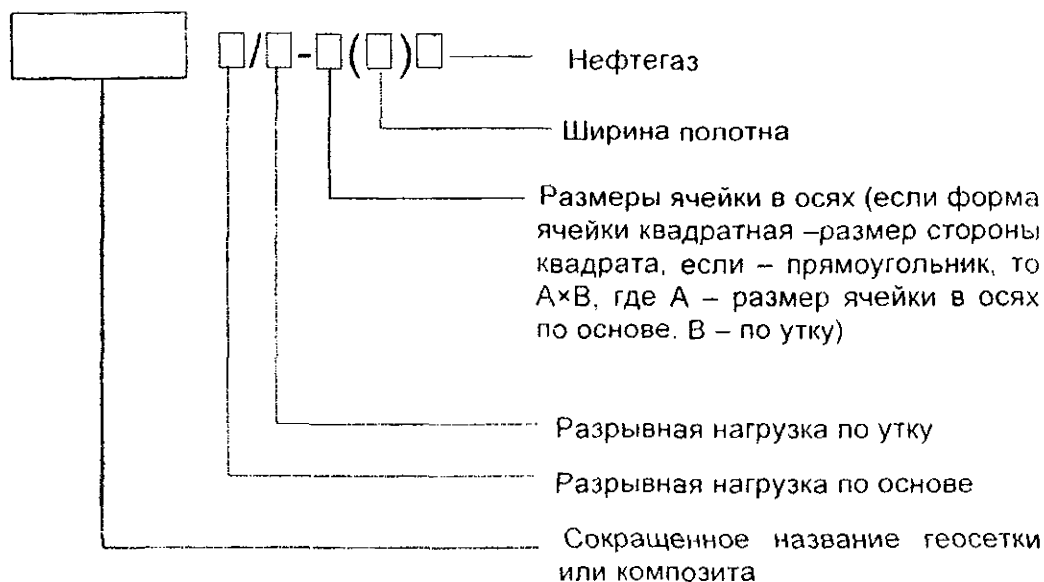 / - ( )
Нефтегаз
Ширина полотна
Размеры ячейки в осях (если форма
ячейки квадратная –размер стороны
квадрата, если – прямоугольник, то
А×В, где А – размер ячейки в осях
по основе. В – по утку)
Разрывная нагрузка по утку
Разрывная нагрузка по основе
Сокращенное название геосетки
или композита